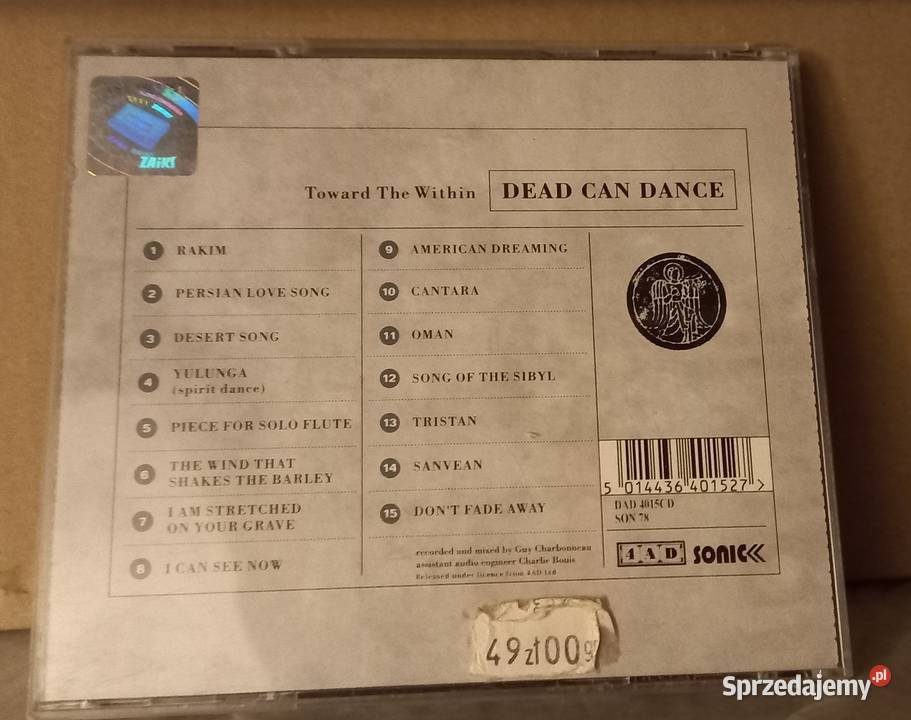 ZAiKS
Toward The Within DEAD CAN DANCE
1 RAKIM
2 PERSIAN LOVE SONG
3 DESERT SONG
4 YULUNGA
(spirit dance)
5 PIECE FOR SOLO FLUTE
6 THE WIND THAT
SHAKES THE BARLEY
7 I AM STRETCHED
ON YOUR GRAVE
8 I CAN SEE NOW
9 AMERICAN DREAMING
10 CANTARA
11 OMAN
12 SONG OF THE SIBYL
13 TRISTAN
14 SANVEAN
15 DON'T FADE AWAY
recorded and mixed by Guy Charbonneau
assistant audio engineer Charlie Bouis
Released under licence from 4AD Ltd
5 014436 401527 >
DAD 4015CD
SON 78
4AD SONIC
49zł00gr
Sprzedajemy.pl